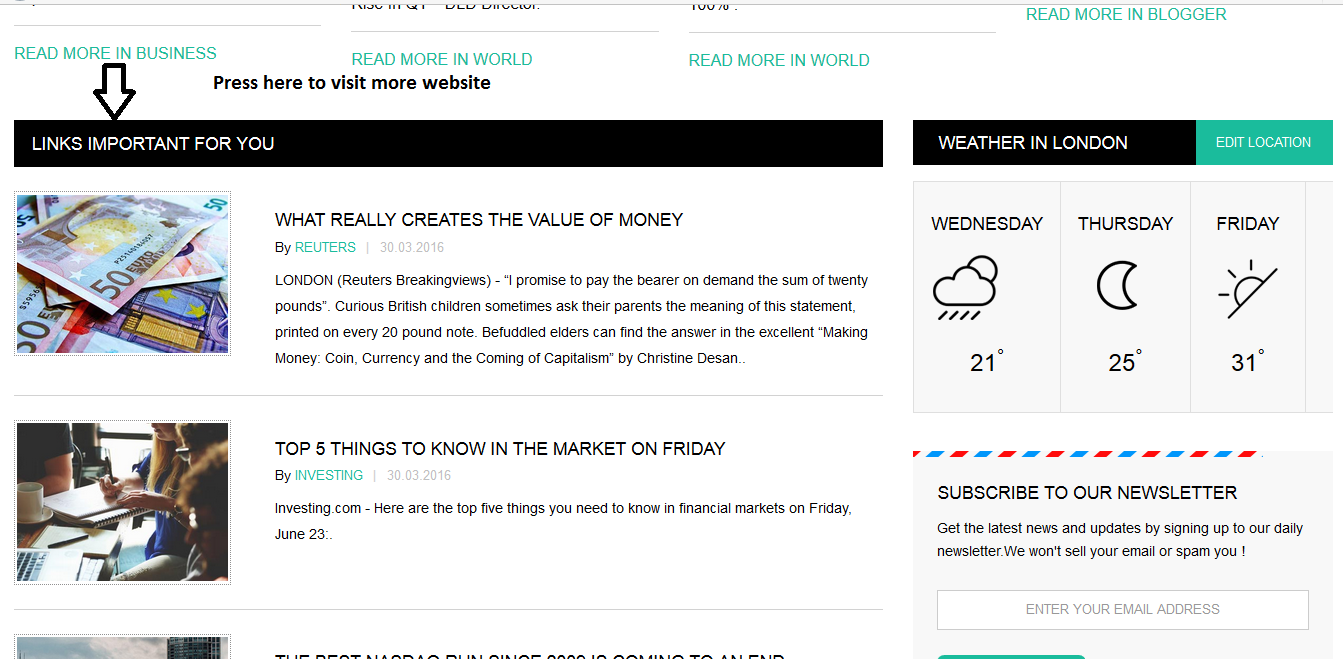 Rise in Q1 - DED Director.
100% .
READ MORE IN BLOGGER
READ MORE IN BUSINESS
READ MORE IN WORLD
READ MORE IN WORLD
Press here to visit more website
LINKS IMPORTANT FOR YOU
WHAT REALLY CREATES THE VALUE OF MONEY
By REUTERS | 30.03.2016
LONDON (Reuters Breakingviews) - “I promise to pay the bearer on demand the sum of twenty
pounds”. Curious British children sometimes ask their parents the meaning of this statement,
printed on every 20 pound note. Befuddled elders can find the answer in the excellent “Making
Money: Coin, Currency and the Coming of Capitalism” by Christine Desan..
TOP 5 THINGS TO KNOW IN THE MARKET ON FRIDAY
By INVESTING | 30.03.2016
Investing.com - Here are the top five things you need to know in financial markets on Friday,
June 23:.
THE BEST NASDAQ RUN SINCE 2009 IS COMING TO AN END
WEATHER IN LONDON
EDIT LOCATION
WEDNESDAY THURSDAY FRIDAY
21° 25° 31°
SUBSCRIBE TO OUR NEWSLETTER
Get the latest news and updates by signing up to our daily
newsletter.We won't sell your email or spam you !
ENTER YOUR EMAIL ADDRESS